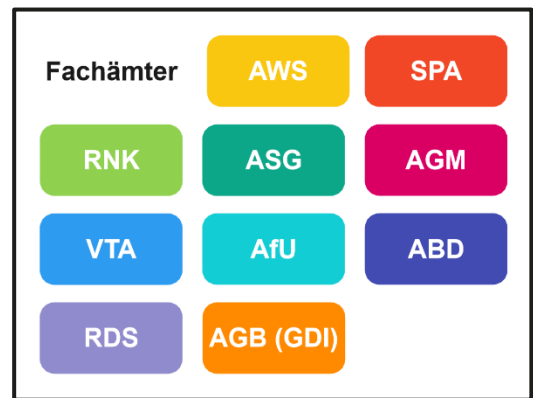 Fachämter
AWS
SPA
RNK
ASG
AGM
VTA
AfU
ABD
RDS
AGB (GDI)